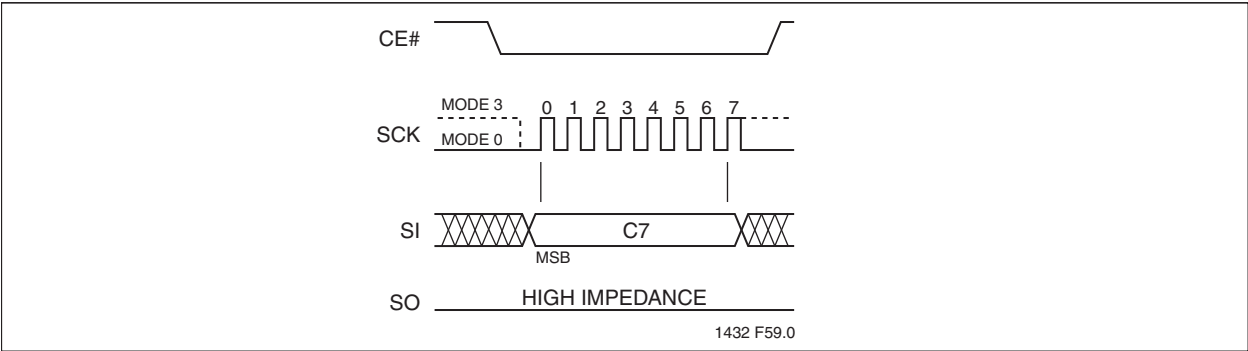 CE#
MODE 3
0 1 2 3 4 5 6 7
SCK
MODE 0
SI
C7
MSB
SO
HIGH IMPEDANCE
1432 F59.0